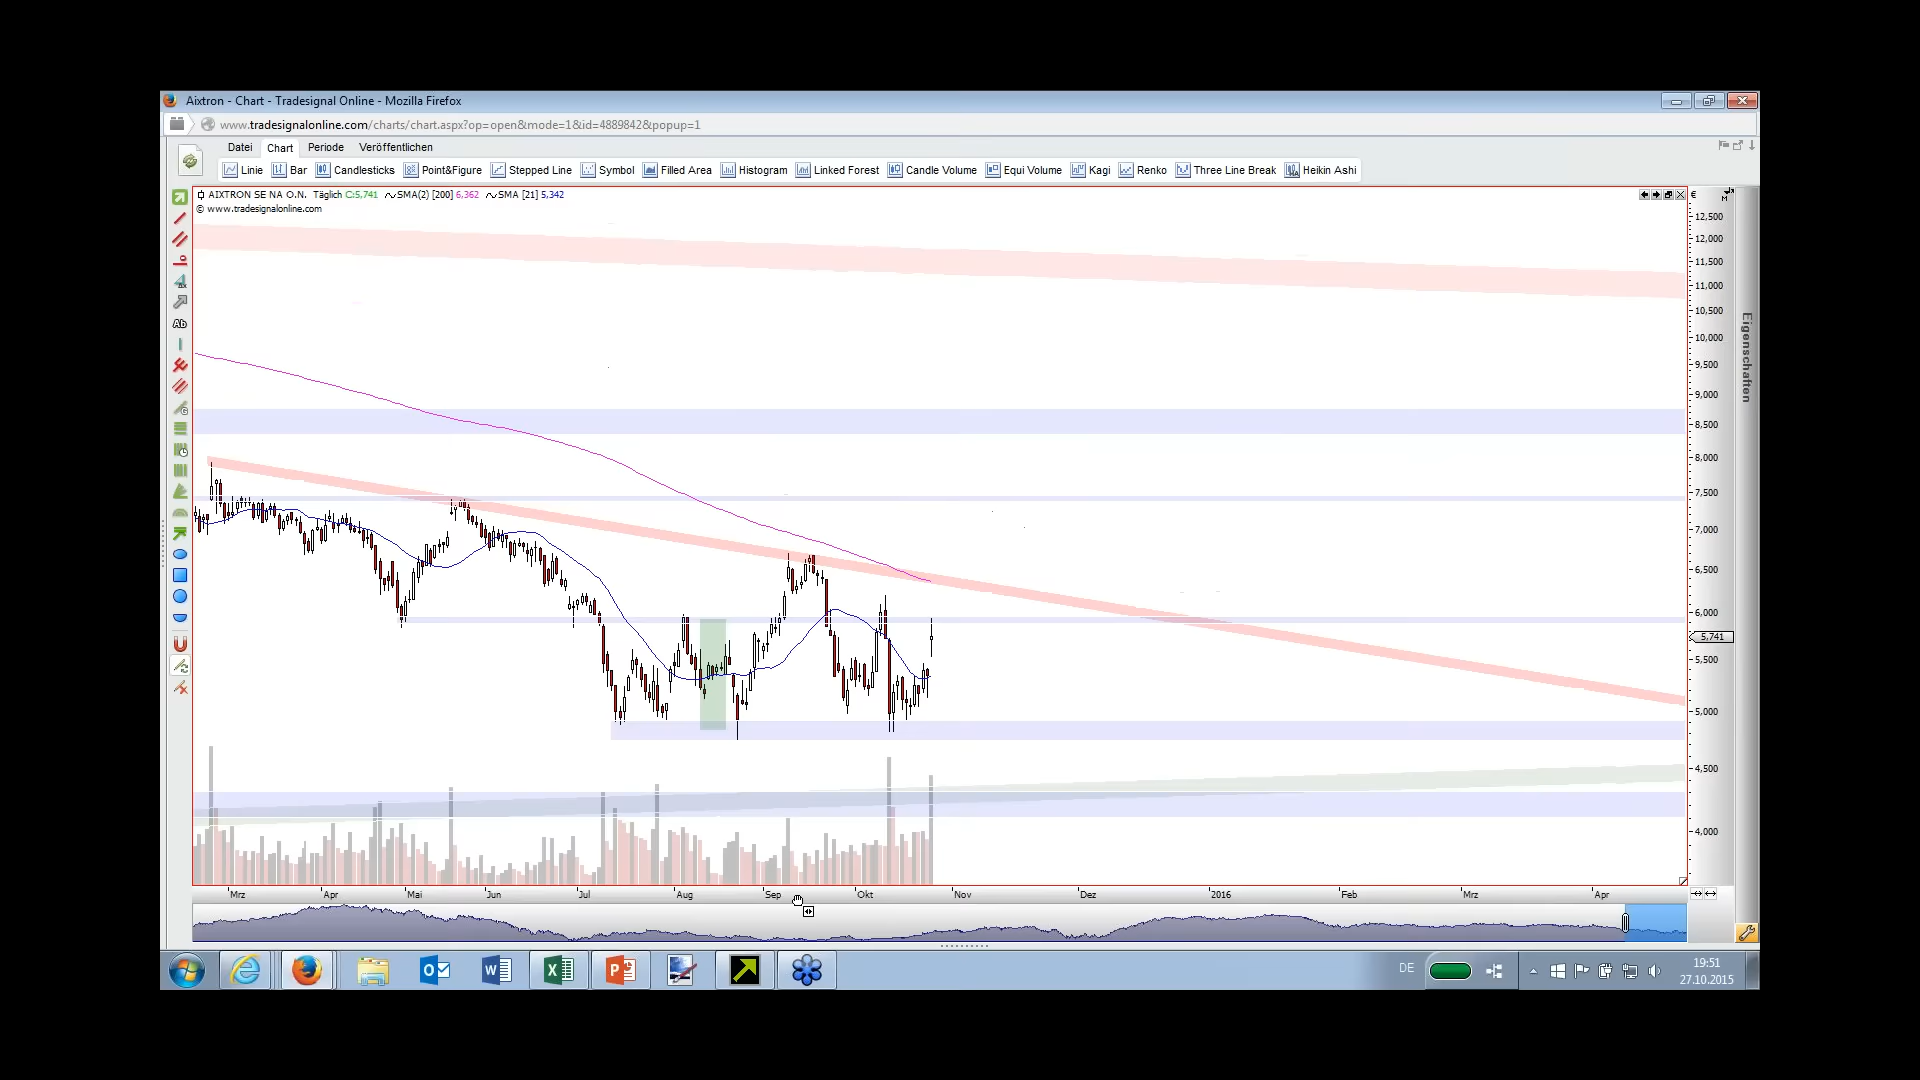 Aixtron - Chart - Tradesignal Online - Mozilla Firefox
www.tradesignalonline.com/charts/chart.aspx?op=open&mode=1&id=4889842&popup=1
Datei Chart Periode Veröffentlichen
Linie Bar Candlesticks Point&Figure Stepped Line Symbol Filled Area Histogram Linked Forest Candle Volume Equi Volume Kagi Renko Three Line Break Heikin Ashi
AIXTRON SE NA O.N. Täglich C:5,741 SMA(2) [200] 6,362 SMA [21] 5,342
© www.tradesignalonline.com
€
12,500
12,000
11,500
11,000
10,500
10,000
9,500
9,000
8,500
8,000
7,500
7,000
6,500
6,000
5,741
5,500
5,000
4,500
4,000
Eigenschaften
Ab
Mrz Apr Mai Jun Jul Aug Sep Okt Nov Dez 2016 Feb Mrz Apr
DE
19:51
27.10.2015